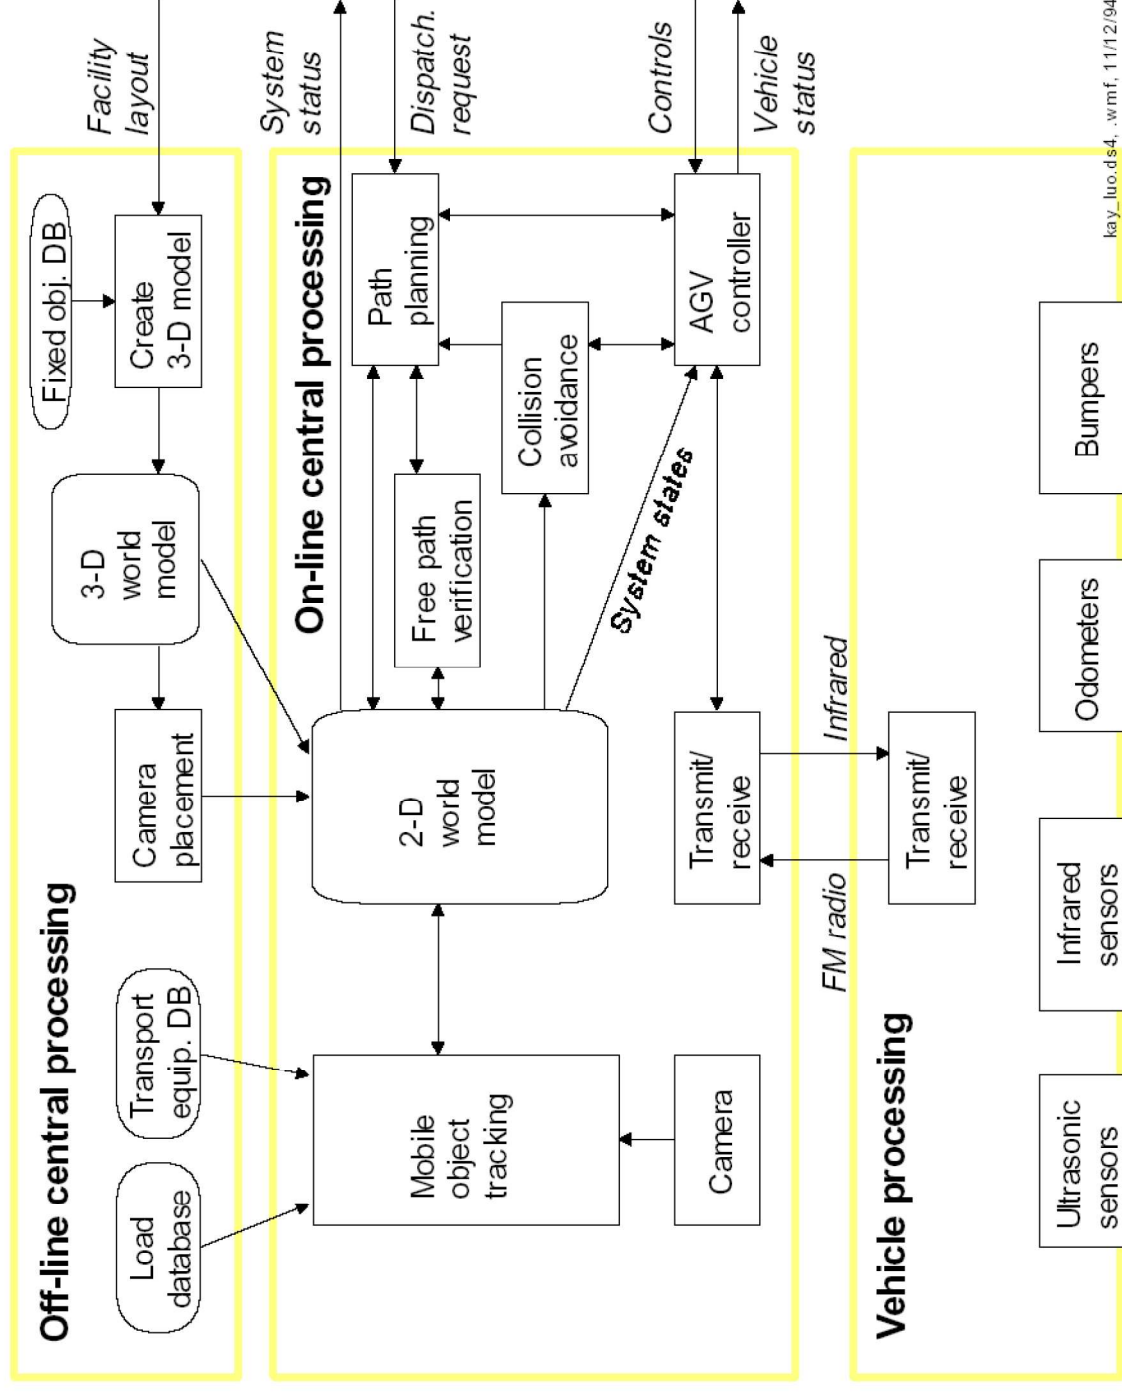 Off-line central processing
Load
database
Transport
equip. DB
Camera
placement
3-D
world
model
Fixed obj. DB
Create
3-D model
Facility
layout
On-line central processing
System
status
Mobile
object
tracking
Camera
2-D
world
model
Free path
verification
Path
planning
Dispatch.
request
Collision
avoidance
System states
Transmit/
receive
AGV
controller
Controls
Vehicle
status
Vehicle processing
FM radio
Infrared
Transmit/
receive
Ultrasonic
sensors
Infrared
sensors
Odometers
Bumpers
kay_luo.ds4, .wmf, 11/12/94